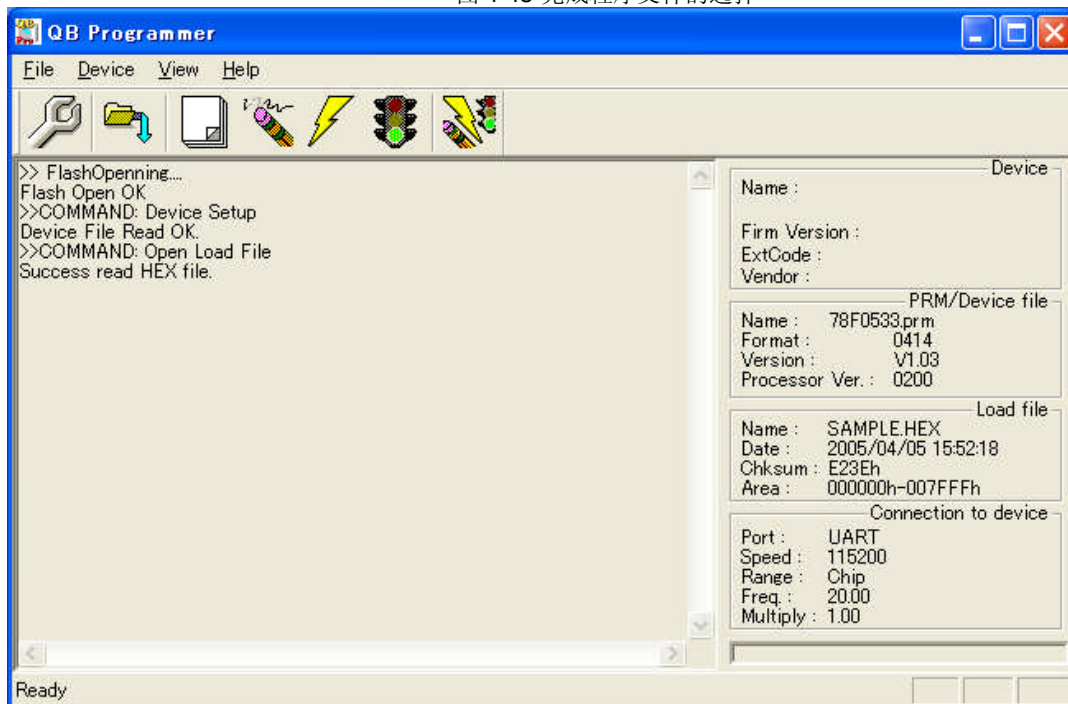 QB Programmer
File Device View Help
>> FlashOpenning....
Flash Open OK
>>COMMAND: Device Setup
Device File Read OK.
>>COMMAND: Open Load File
Success read HEX file.
Device
Name :
Firm Version :
ExtCode :
Vendor :
PRM/Device file
Name : 78F0533.prm
Format : 0414
Version : V1.03
Processor Ver. : 0200
Load file
Name : SAMPLE.HEX
Date : 2005/04/05 15:52:18
Chksum : E23Eh
Area : 000000h-007FFFh
Connection to device
Port : UART
Speed : 115200
Range : Chip
Freq. : 20.00
Multiply : 1.00
Ready